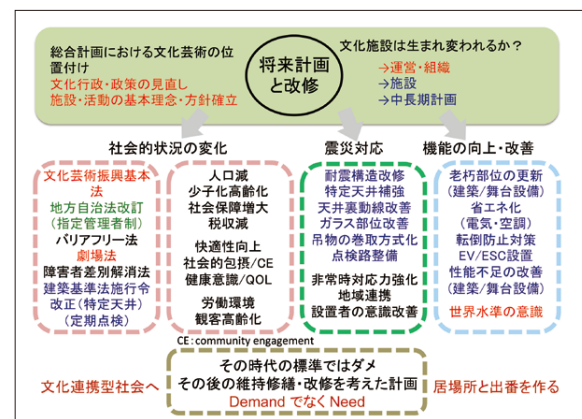 総合計画における文化芸術の位
置付け
文化行政・政策の見直し
施設・活動の基本理念・方針確立
将来計画
と改修
文化施設は生まれ変われるか？
→運営・組織
→施設
→中長期計画
社会的状況の変化
文化芸術振興基本
法
地方自治法改訂
（指定管理者制）
バリアフリー法
劇場法
障害者差別解消法
建築基準法施行令
改正（特定天井）
（定期点検）
人口減
少子化高齢化
社会保障増大
税収減
快適性向上
社会的包摂/CE
健康意識/QOL
労働環境
観客高齢化
震災対応
耐震構造改修
特定天井補強
天井裏動線改善
ガラス部位改善
吊物の巻取方式化
点検路整備
非常時対応力強化
地域連携
設置者の意識改善
機能の向上・改善
老朽部位の更新
（建築/舞台設備）
省エネ化
（電気・空調）
転倒防止対策
EV/ESC設置
性能不足の改善
（建築/舞台設備）
世界水準の意識
CE：community engagement
文化連携型社会へ
その時代の標準ではダメ
その後の維持修繕・改修を考えた計画
Demand でなく Need
居場所と出番を作る